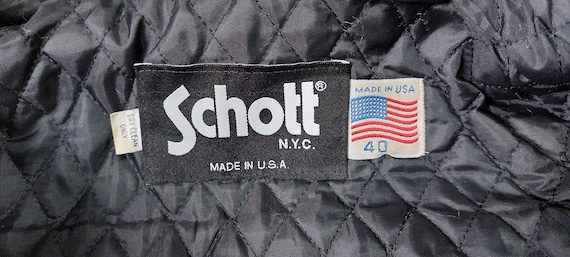 DRY CLEAN
ONLY
Schott®
N.Y.C.
MADE IN U.S.A.
MADE IN USA
40